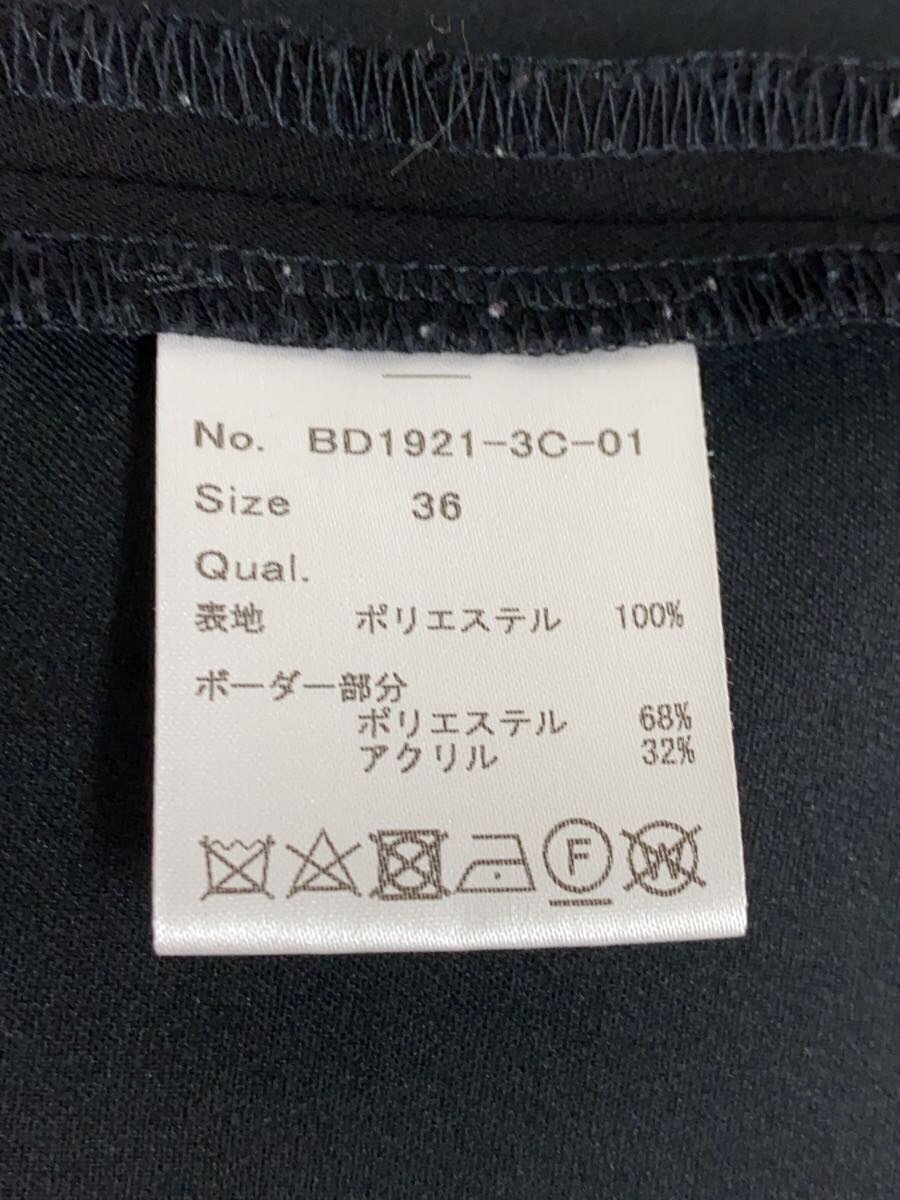 No. BD1921-3C-01
Size 36
Qual.
表地 ポリエステル 100%
ボーダー部分
ポリエステル 68%
アクリル 32%
F
W